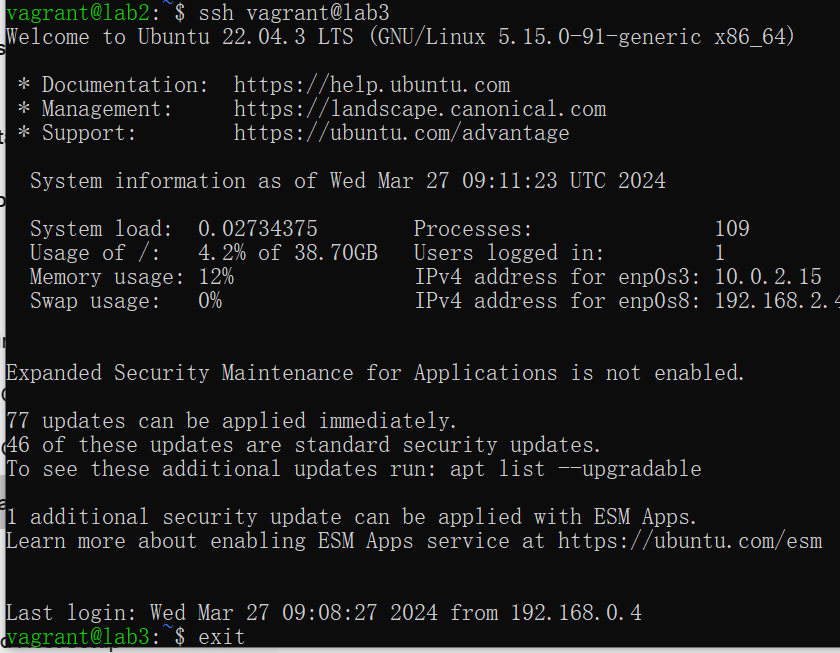 vagrant@lab2:~$ ssh vagrant@lab3
Welcome to Ubuntu 22.04.3 LTS (GNU/Linux 5.15.0-91-generic x86_64)
* Documentation: https://help.ubuntu.com
* Management: https://landscape.canonical.com
* Support: https://ubuntu.com/advantage
System information as of Wed Mar 27 09:11:23 UTC 2024
System load: 0.02734375 Processes: 109
Usage of /: 4.2% of 38.70GB Users logged in: 1
Memory usage: 12% IPv4 address for enp0s3: 10.0.2.15
Swap usage: 0% IPv4 address for enp0s8: 192.168.2.4
Expanded Security Maintenance for Applications is not enabled.
77 updates can be applied immediately.
46 of these updates are standard security updates.
To see these additional updates run: apt list --upgradable
1 additional security update can be applied with ESM Apps.
Learn more about enabling ESM Apps service at https://ubuntu.com/esm
Last login: Wed Mar 27 09:08:27 2024 from 192.168.0.4
vagrant@lab3:~$ exit